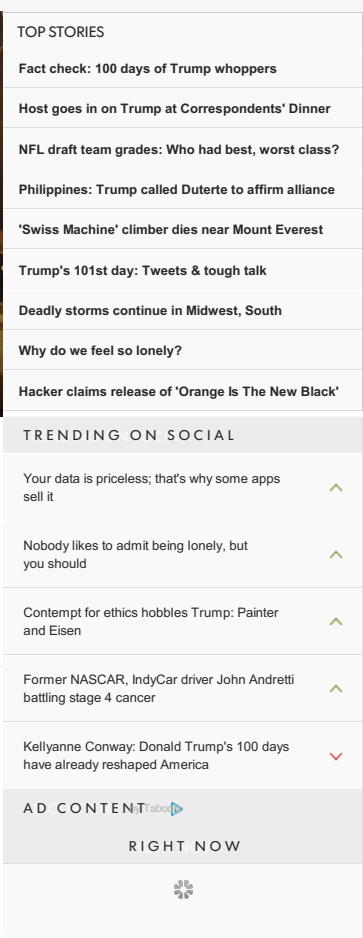 TOP STORIES
Fact check: 100 days of Trump whoppers
Host goes in on Trump at Correspondents' Dinner
NFL draft team grades: Who had best, worst class?
Philippines: Trump called Duterte to affirm alliance
'Swiss Machine' climber dies near Mount Everest
Trump's 101st day: Tweets & tough talk
Deadly storms continue in Midwest, South
Why do we feel so lonely?
Hacker claims release of 'Orange Is The New Black'
TRENDING ON SOCIAL
Your data is priceless; that's why some apps
sell it
Nobody likes to admit being lonely, but
you should
Contempt for ethics hobbles Trump: Painter
and Eisen
Former NASCAR, IndyCar driver John Andretti
battling stage 4 cancer
Kellyanne Conway: Donald Trump's 100 days
have already reshaped America
AD CONTENT by Taboola
RIGHT NOW